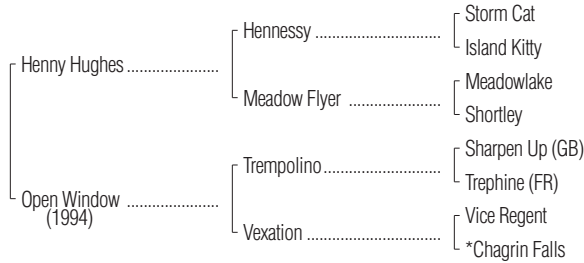 Storm Cat
Hennessy ..................................
Island Kitty
Henny Hughes .........................
Meadowlake
Meadow Flyer .........................
Shortley
Sharpen Up (GB)
Trempolino................................
Trephine (FR)
Open Window .........................
(1994)
Vice Regent
Vexation ....................................
*Chagrin Falls